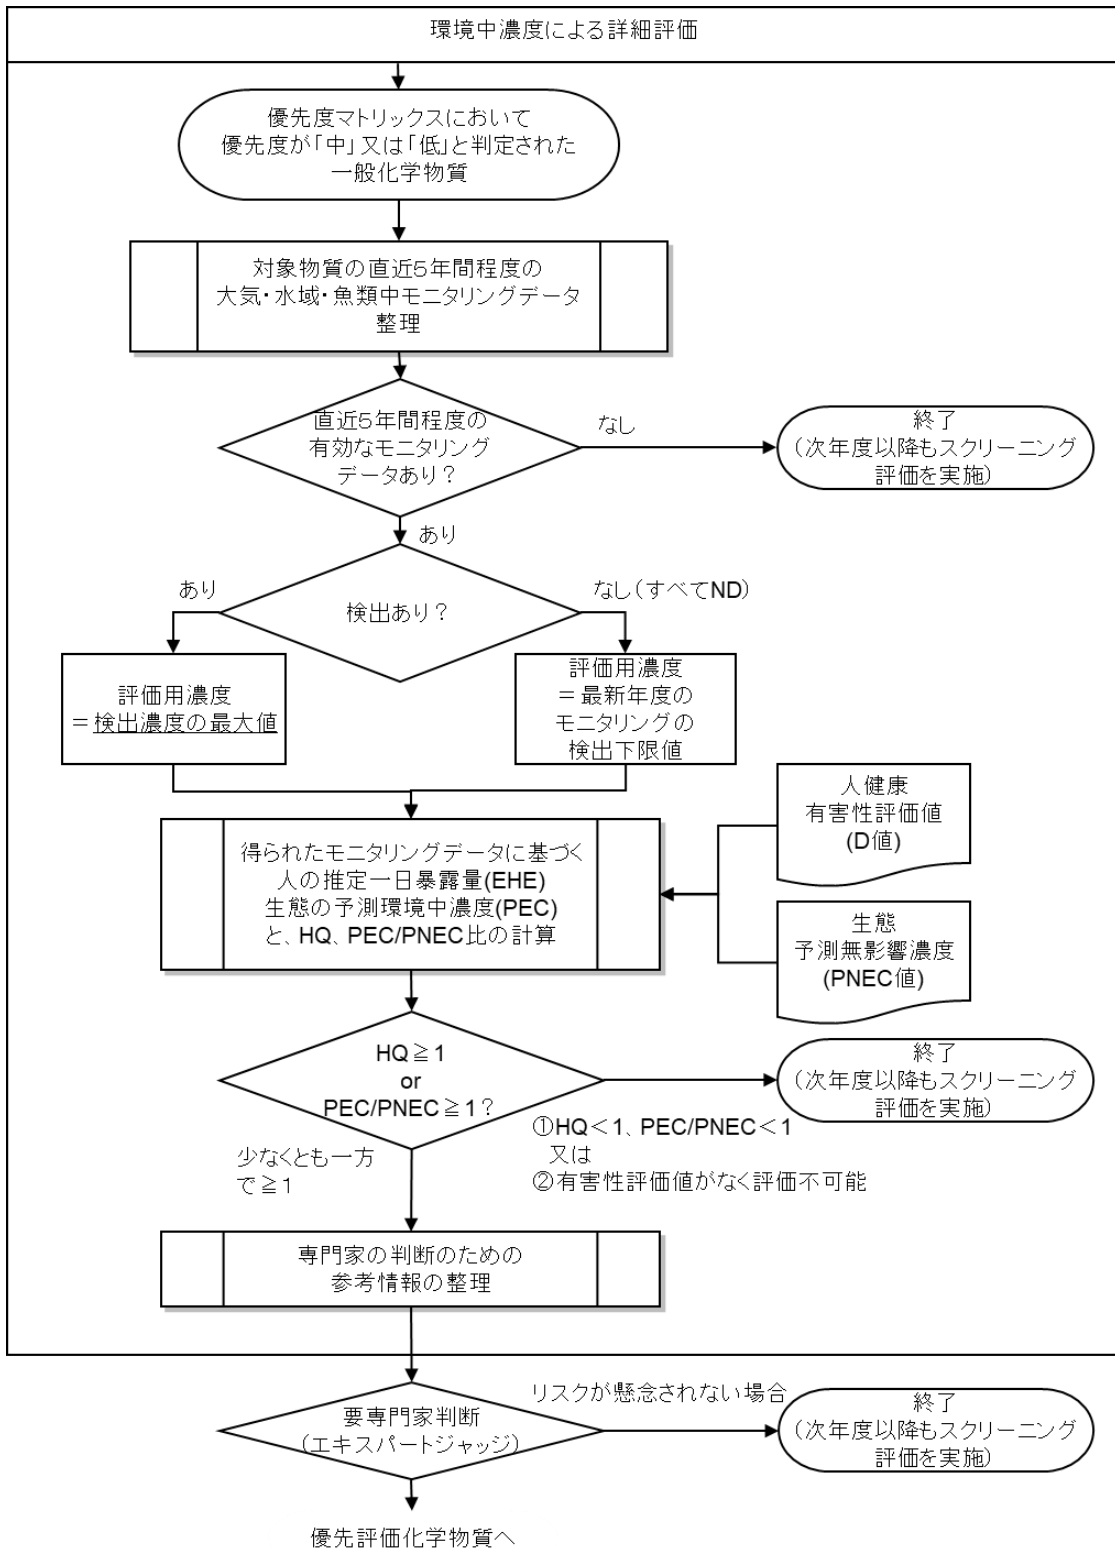 環境中濃度による詳細評価
優先度マトリックスにおいて
優先度が「中」又は「低」と判定された
一般化学物質
対象物質の直近5年間程度の
大気・水域・魚類中モニタリングデータ
整理
直近5年間程度の
有効なモニタリング
データあり？
なし
終了
(次年度以降もスクリーニング
評価を実施)
あり
検出あり？
あり
なし(すべてND)
評価用濃度
＝検出濃度の最大値
評価用濃度
＝最新年度の
モニタリングの
検出下限値
人健康
有害性評価値
(D値)
得られたモニタリングデータに基づく
人の推定一日暴露量(EHE)
生態の予測環境中濃度(PEC)
と、HQ、PEC/PNEC比の計算
生態
予測無影響濃度
(PNEC値)
HQ≧1
or
PEC/PNEC≧1？
終了
(次年度以降もスクリーニング
評価を実施)
①HQ＜1、PEC/PNEC＜1
又は
②有害性評価値がなく評価不可能
少なくとも一方
で≧1
専門家の判断のための
参考情報の整理
要専門家判断
(エキスパートジャッジ)
リスクが懸念されない場合
終了
(次年度以降もスクリーニング
評価を実施)
優先評価化学物質へ